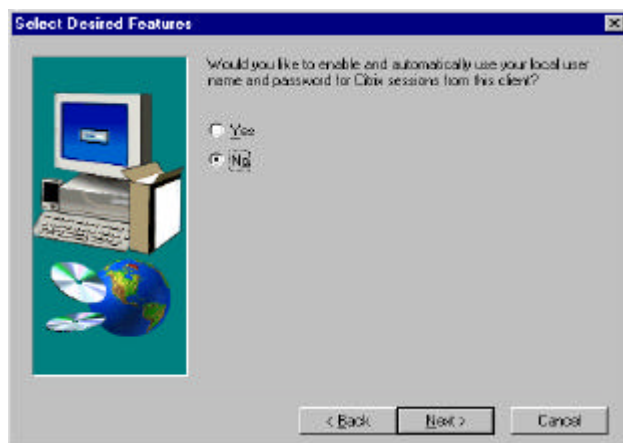 Select Desired Features
Would you like to enable and automatically use your local user
name and password for Citrix sessions from this client?
Yes
No
< Back
Next >
Cancel